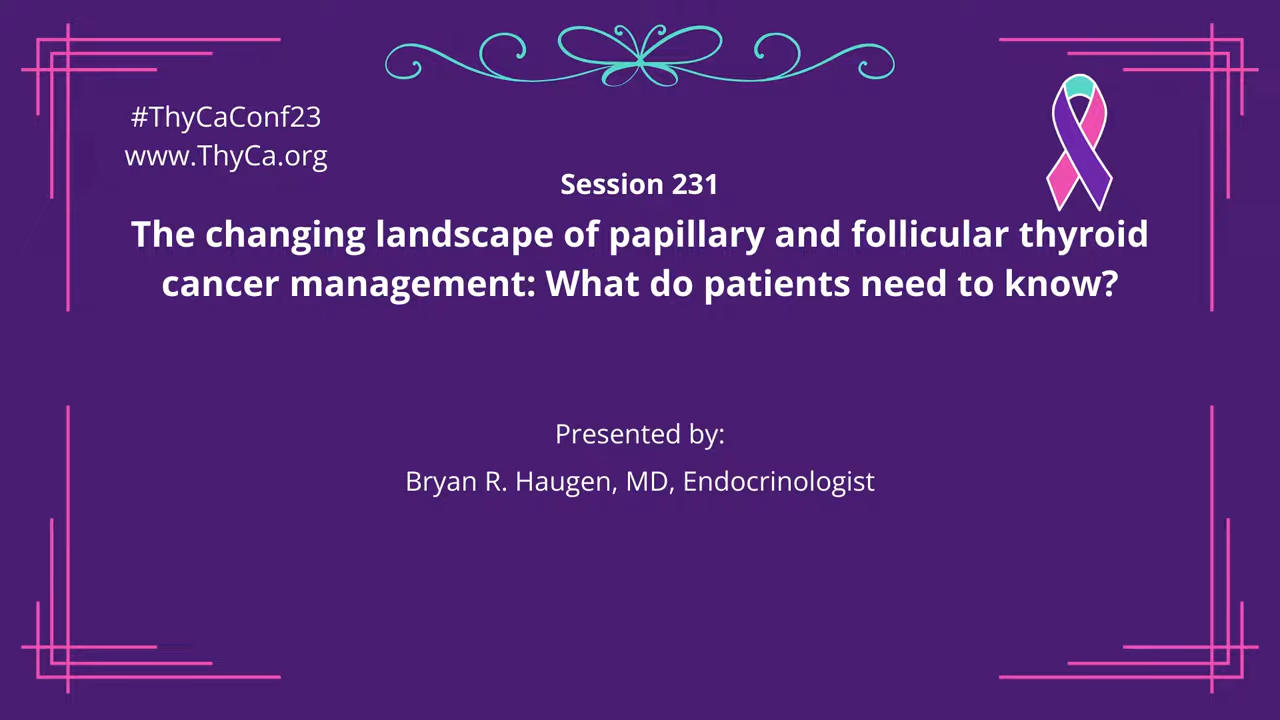 #ThyCaConf23
www.ThyCa.org
Session 231
The changing landscape of papillary and follicular thyroid
cancer management: What do patients need to know?
Presented by:
Bryan R. Haugen, MD, Endocrinologist